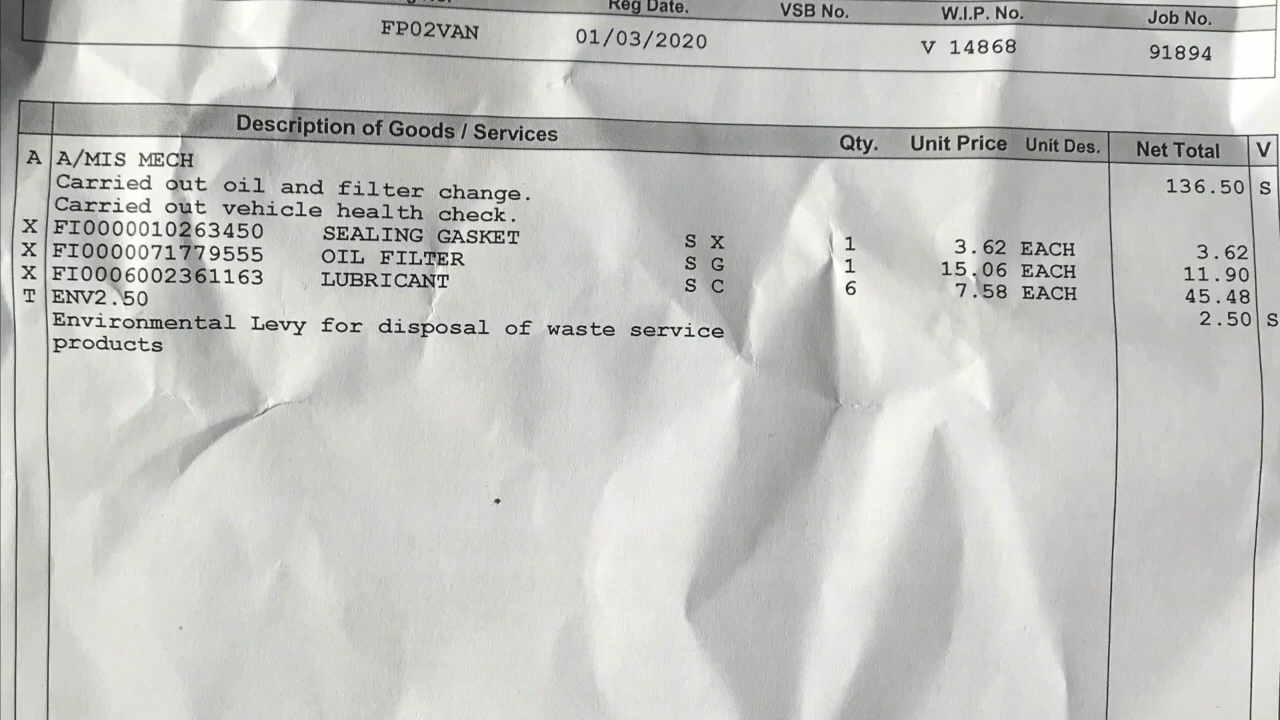 Reg Date. VSB No. W.I.P. No. Job No.
FP02VAN 01/03/2020 V 14868 91894
Description of Goods / Services Qty. Unit Price Unit Des. Net Total V
A A/MIS MECH 136.50 S
Carried out oil and filter change.
Carried out vehicle health check.
X FI0000010263450 SEALING GASKET S X 1 3.62 EACH 3.62
X FI0000071779555 OIL FILTER S G 1 15.06 EACH 11.90
X FI0006002361163 LUBRICANT S C 6 7.58 EACH 45.48
T ENV2.50 2.50 S
Environmental Levy for disposal of waste service
products